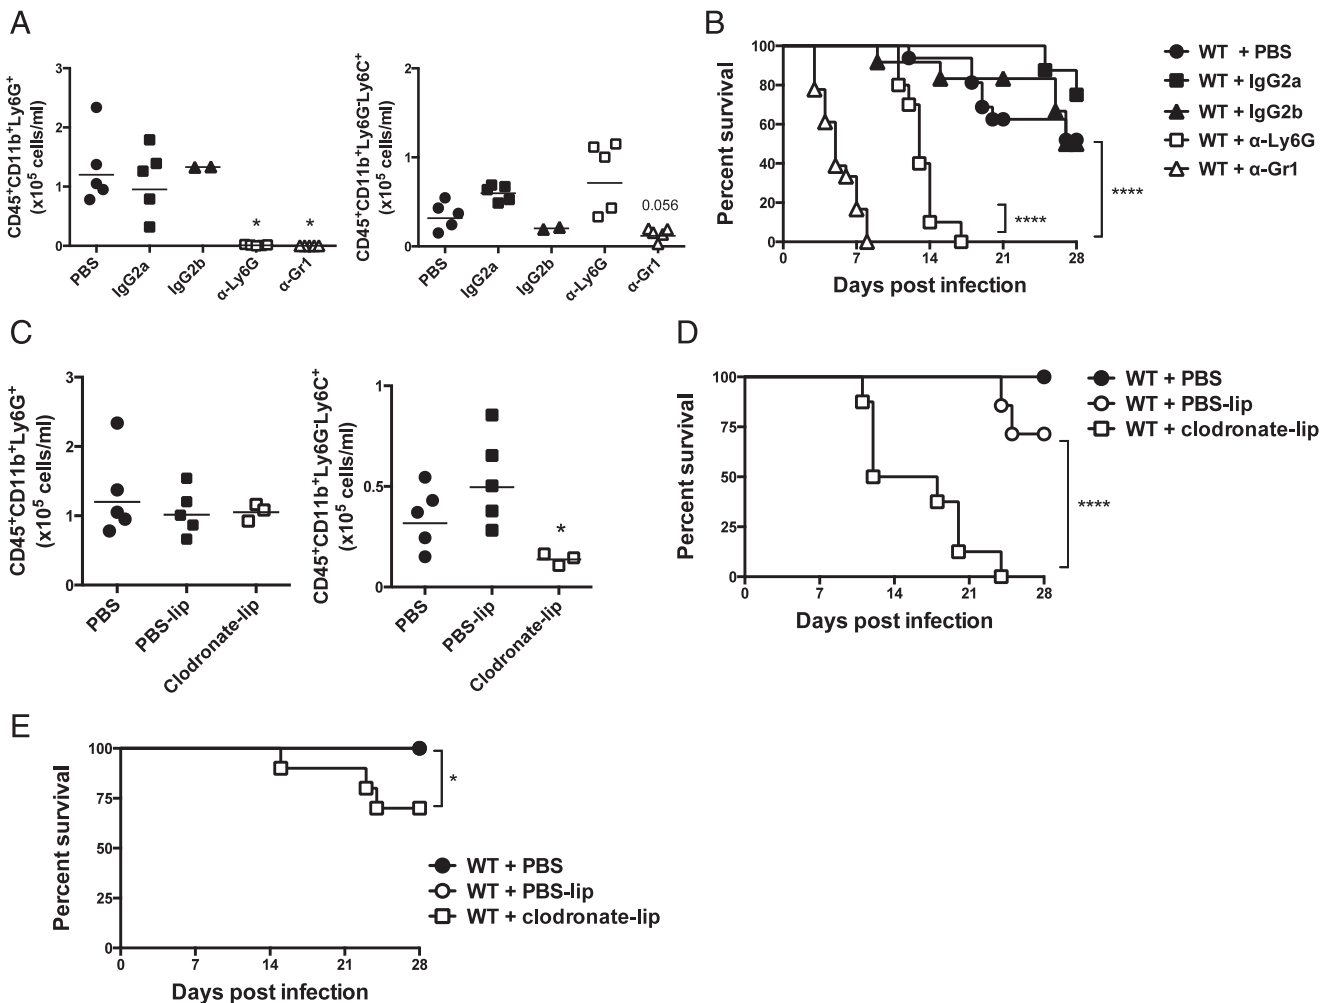 A
CD45⁺CD11b⁺Ly6G⁺
(x10⁵ cells/ml)
3
2
1
0
*
*
PBS
IgG2a
IgG2b
α-Ly6G
α-Gr1
CD45⁺CD11b⁺Ly6G⁻Ly6C⁺
(x10⁵ cells/ml)
2
1
0
0.056
PBS
IgG2a
IgG2b
α-Ly6G
α-Gr1
B
Percent survival
100
80
60
40
20
0
0 7 14 21 28
Days post infection
****
****
WT + PBS
WT + IgG2a
WT + IgG2b
WT + α-Ly6G
WT + α-Gr1
C
CD45⁺CD11b⁺Ly6G⁺
(x10⁵ cells/ml)
3
2
1
0
PBS
PBS-lip
Clodronate-lip
CD45⁺CD11b⁺Ly6G⁻Ly6C⁺
(x10⁵ cells/ml)
1
0.5
0
*
PBS
PBS-lip
Clodronate-lip
D
Percent survival
100
75
50
25
0
0 7 14 21 28
Days post infection
****
WT + PBS
WT + PBS-lip
WT + clodronate-lip
E
Percent survival
100
75
50
25
0
0 7 14 21 28
Days post infection
*
WT + PBS
WT + PBS-lip
WT + clodronate-lip